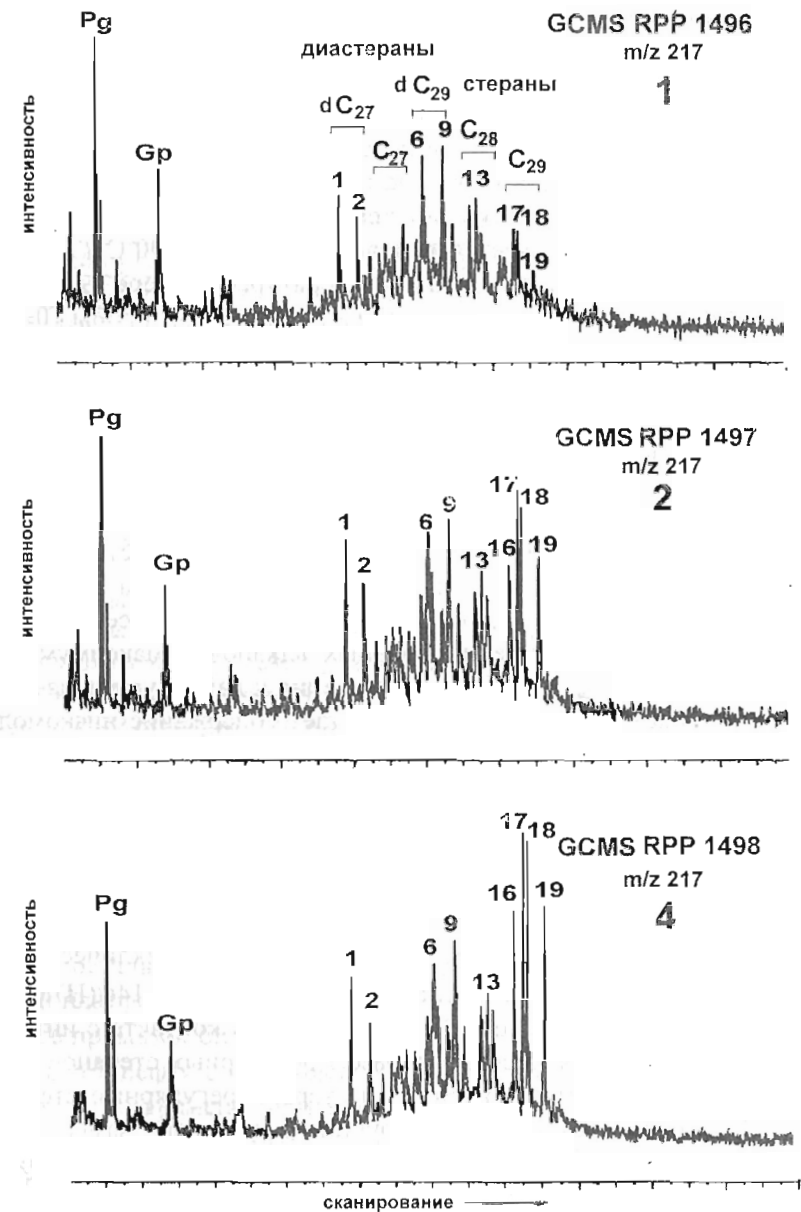 GCMS RPP 1496
m/z 217
1
Pg
Gp
диастераны
стераны
d C27
C27
d C29
C28
C29
1
2
6
9
13
17
18
19
интенсивность
GCMS RPP 1497
m/z 217
2
Pg
Gp
1
2
6
9
13
16
17
18
19
интенсивность
GCMS RPP 1498
m/z 217
4
Pg
Gp
1
2
6
9
13
16
17
18
19
интенсивность
сканирование